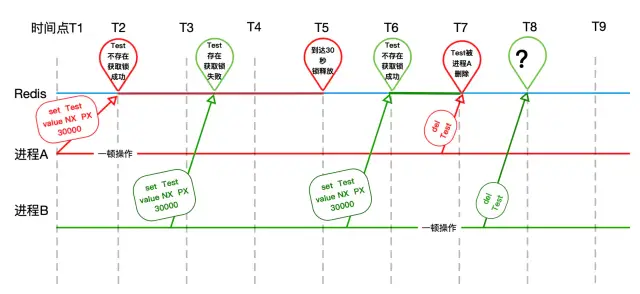 时间点T1 T2 T3 T4 T5 T6 T7 T8 T9
Test
不存在
获取锁
成功
Test
存在
获取锁
失败
到达30
秒
锁释放
Test
不存在
获取锁
成功
Test被
进程A
删除
?
Redis
set Test
value NX PX
30000
del
Test
进程A
一顿操作
set Test
value NX PX
30000
set Test
value NX PX
30000
del
Test
进程B
一顿操作